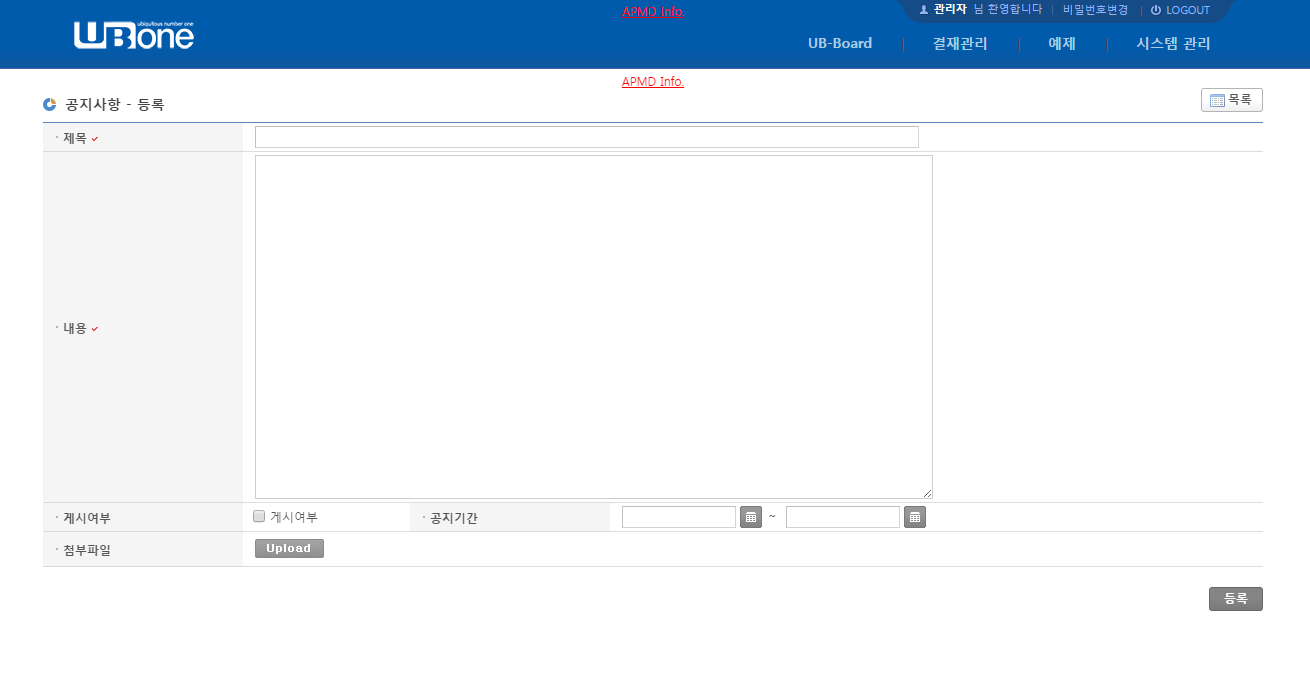 APMD Info.
관리자 님 환영합니다 | 비밀번호변경 | LOGOUT
ubiquitous number one
UBone
UB-Board | 결재관리 | 예제 | 시스템 관리
APMD Info.
공지사항 - 등록
목록
· 제목
· 내용
· 게시여부 게시여부 · 공지기간 ~
· 첨부파일 Upload
등록